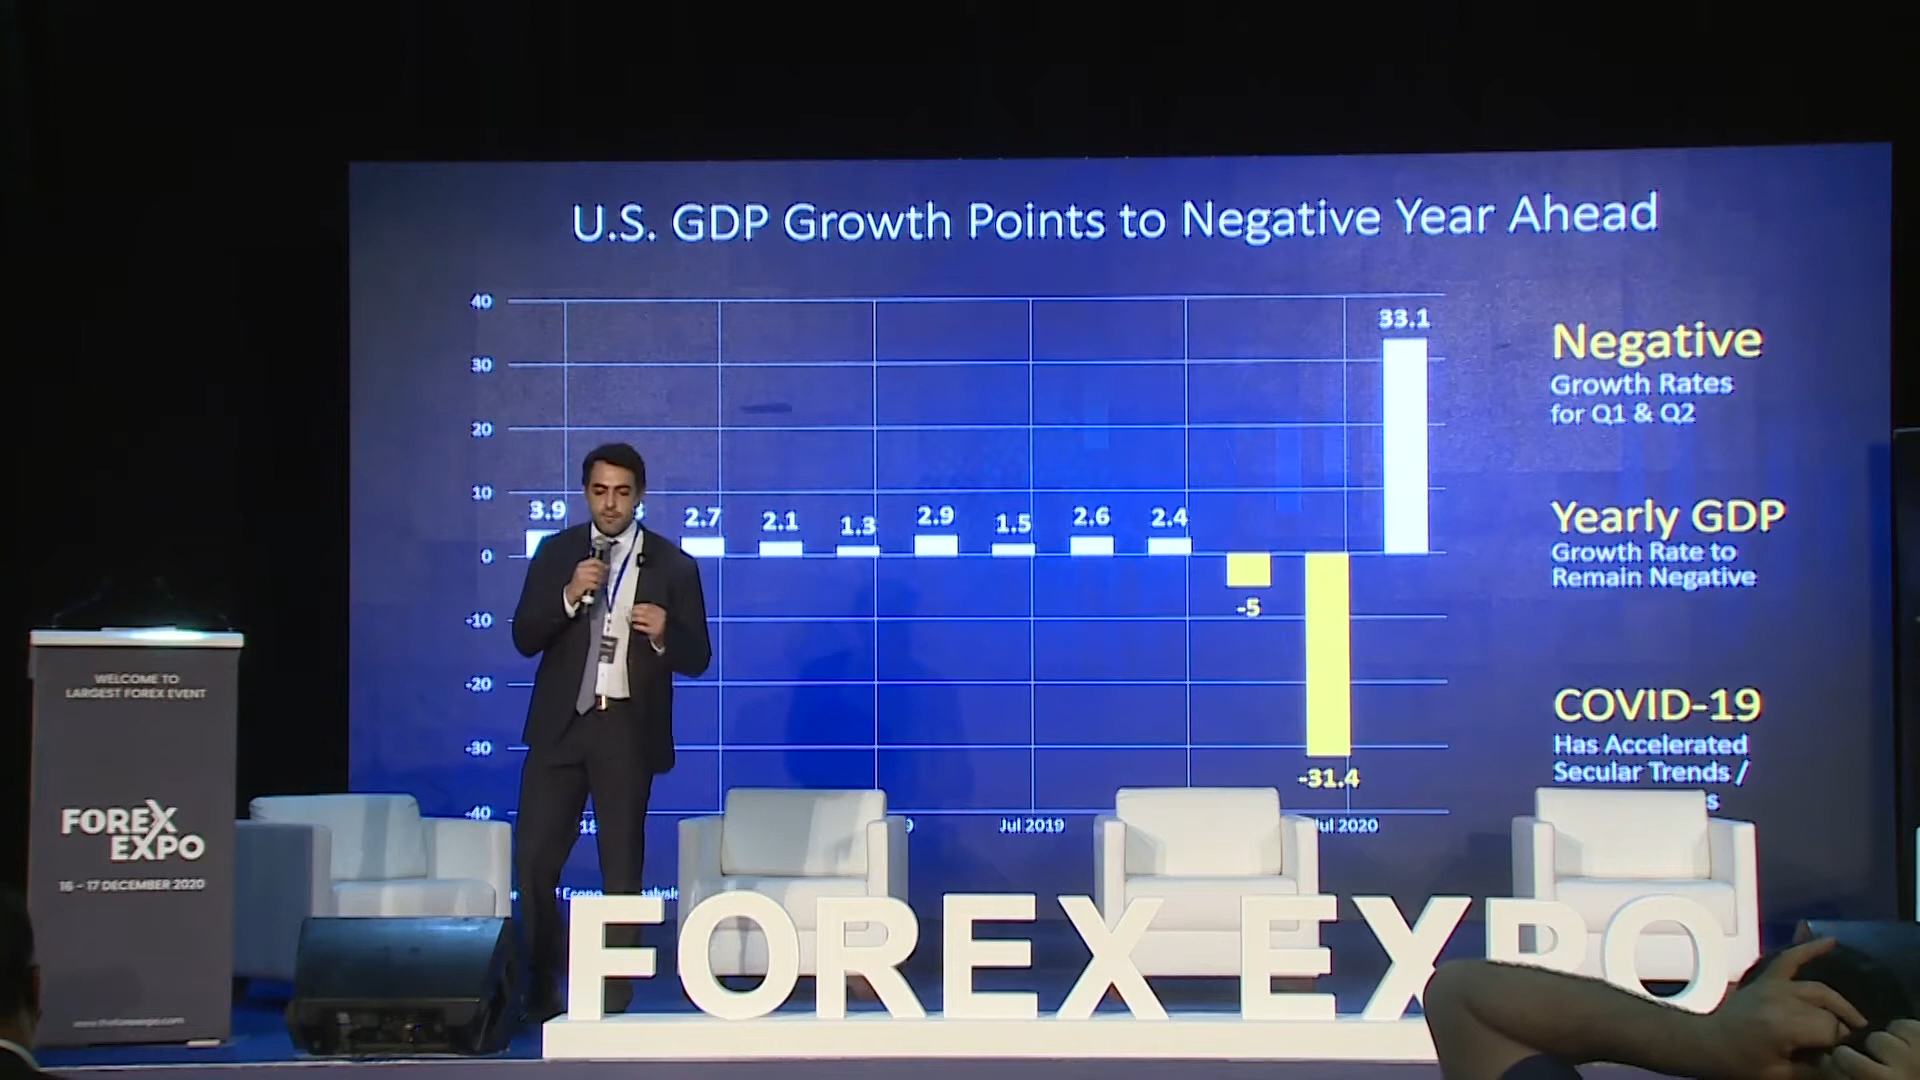 U.S. GDP Growth Points to Negative Year Ahead
40
30
20
10
0
-10
-20
-30
-40
3.9
2.7
2.1
1.3
2.9
1.5
2.6
2.4
-5
-31.4
33.1
Jul 2019
Jul 2020
Negative
Growth Rates
for Q1 & Q2
Yearly GDP
Growth Rate to
Remain Negative
COVID-19
Has Accelerated
Secular Trends /
WELCOME TO
LARGEST FOREX EVENT
FOREX
EXPO
16 - 17 DECEMBER 2020
www.theforexexpo.com
FOREX EXPO